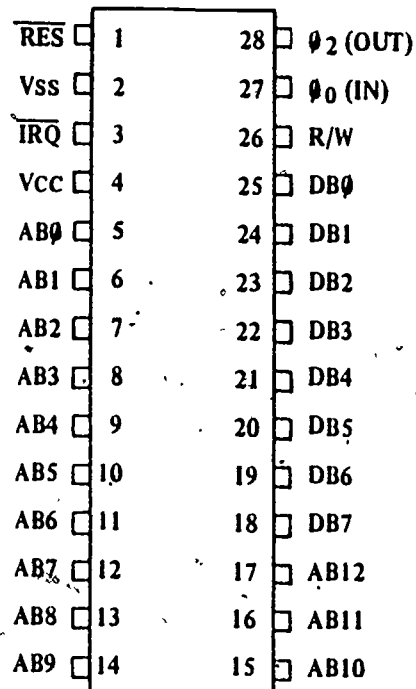 R̅E̅S̅ 1 28 ϕ2 (OUT)
Vss 2 27 ϕ0 (IN)
I̅R̅Q̅ 3 26 R/W
VCC 4 25 DBϕ
ABϕ 5 24 DB1
AB1 6 23 DB2
AB2 7 22 DB3
AB3 8 21 DB4
AB4 9 20 DB5
AB5 10 19 DB6
AB6 11 18 DB7
AB7 12 17 AB12
AB8 13 16 AB11
AB9 14 15 AB10